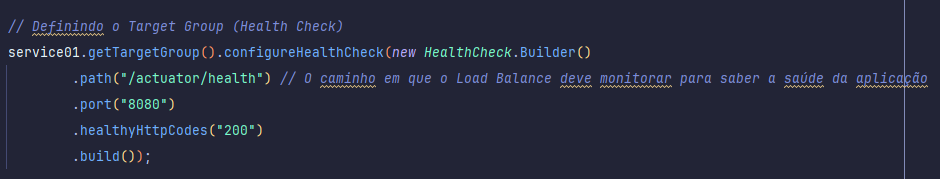 // Definindo o Target Group (Health Check)
service01.getTargetGroup().configureHealthCheck(new HealthCheck.Builder()
        .path("/actuator/health") // O caminho em que o Load Balance deve monitorar para saber a saúde da aplicação
        .port("8080")
        .healthyHttpCodes("200")
        .build());